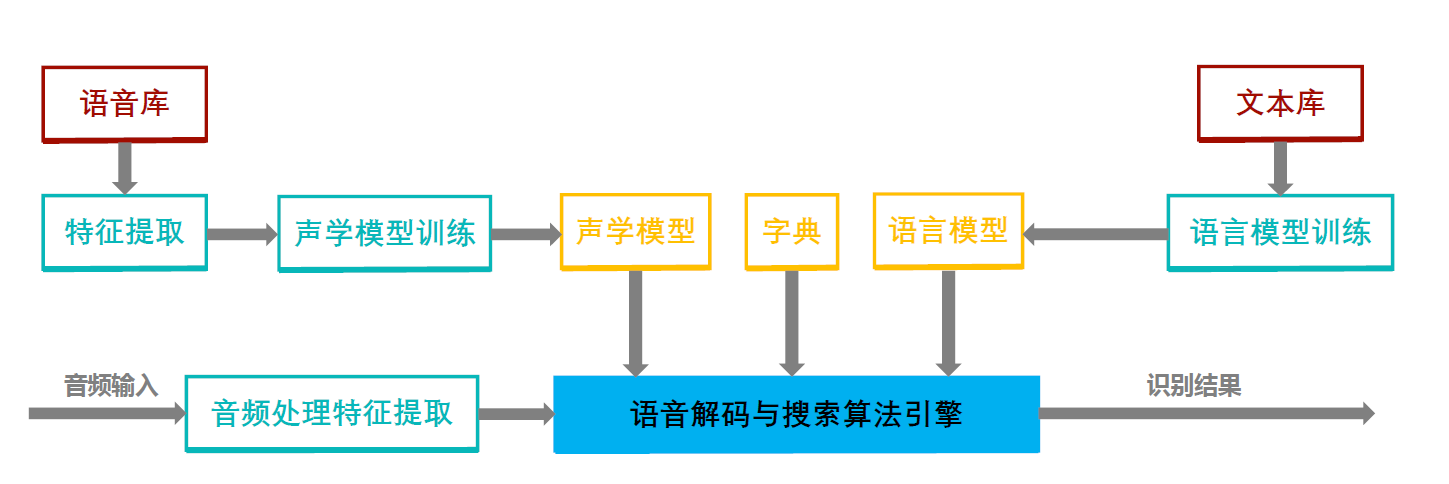 语音库
文本库
特征提取
声学模型训练
声学模型
字典
语言模型
语言模型训练
音频输入
音频处理特征提取
语音解码与搜索算法引擎
识别结果